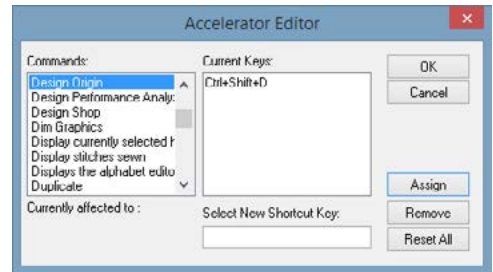 Accelerator Editor
Commands:
Design Origin
Design Performance Analy:
Design Shop
Dim Graphics
Display currently selected h
Display stitches sewn
Displays the alphabet edito
Duplicate
Currently affected to :
Current Keys:
Ctrl+Shift+D
Select New Shortcut Key:
OK
Cancel
Assign
Remove
Reset All